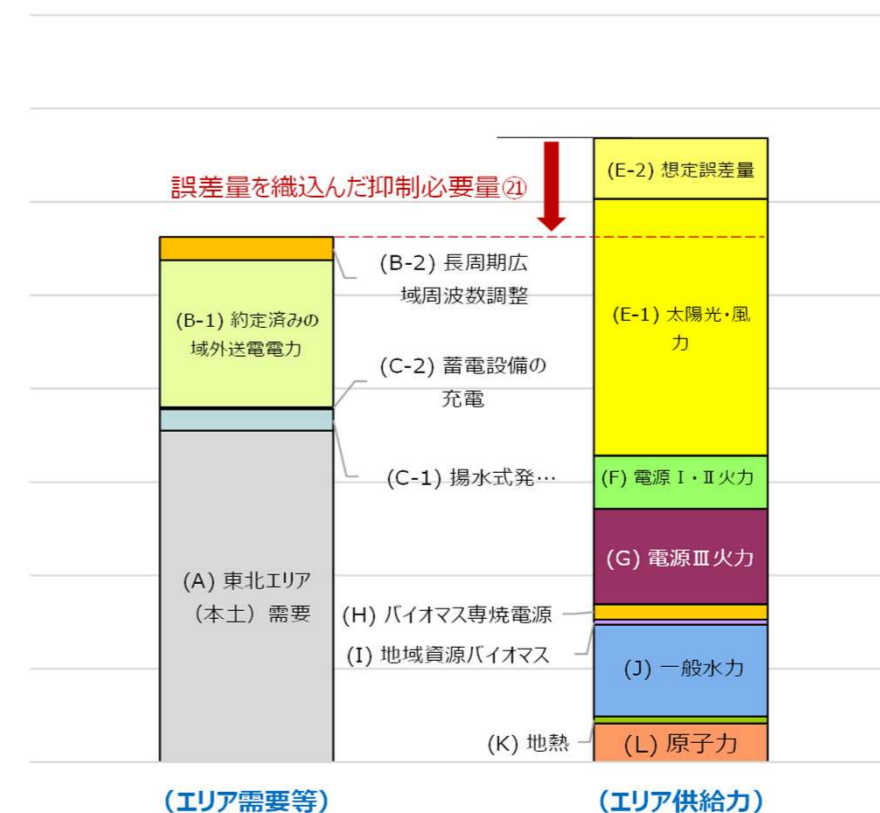 誤差量を織込んだ抑制必要量㉑
(B-2) 長周期広
域周波数調整
(B-1) 約定済みの
域外送電電力
(C-2) 蓄電設備の
充電
(C-1) 揚水式発…
(A) 東北エリア
（本土）需要
(E-2) 想定誤差量
(E-1) 太陽光・風
力
(F) 電源Ⅰ・Ⅱ火力
(G) 電源Ⅲ火力
(H) バイオマス専焼電源
(I) 地域資源バイオマス
(J) 一般水力
(K) 地熱
(L) 原子力
（エリア需要等）
（エリア供給力）